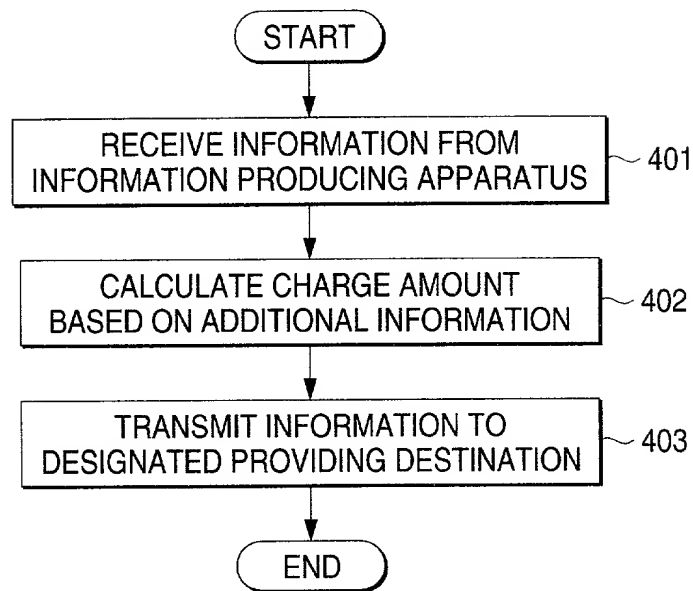 START
RECEIVE INFORMATION FROM
INFORMATION PRODUCING APPARATUS
401
CALCULATE CHARGE AMOUNT
BASED ON ADDITIONAL INFORMATION
402
TRANSMIT INFORMATION TO
DESIGNATED PROVIDING DESTINATION
403
END